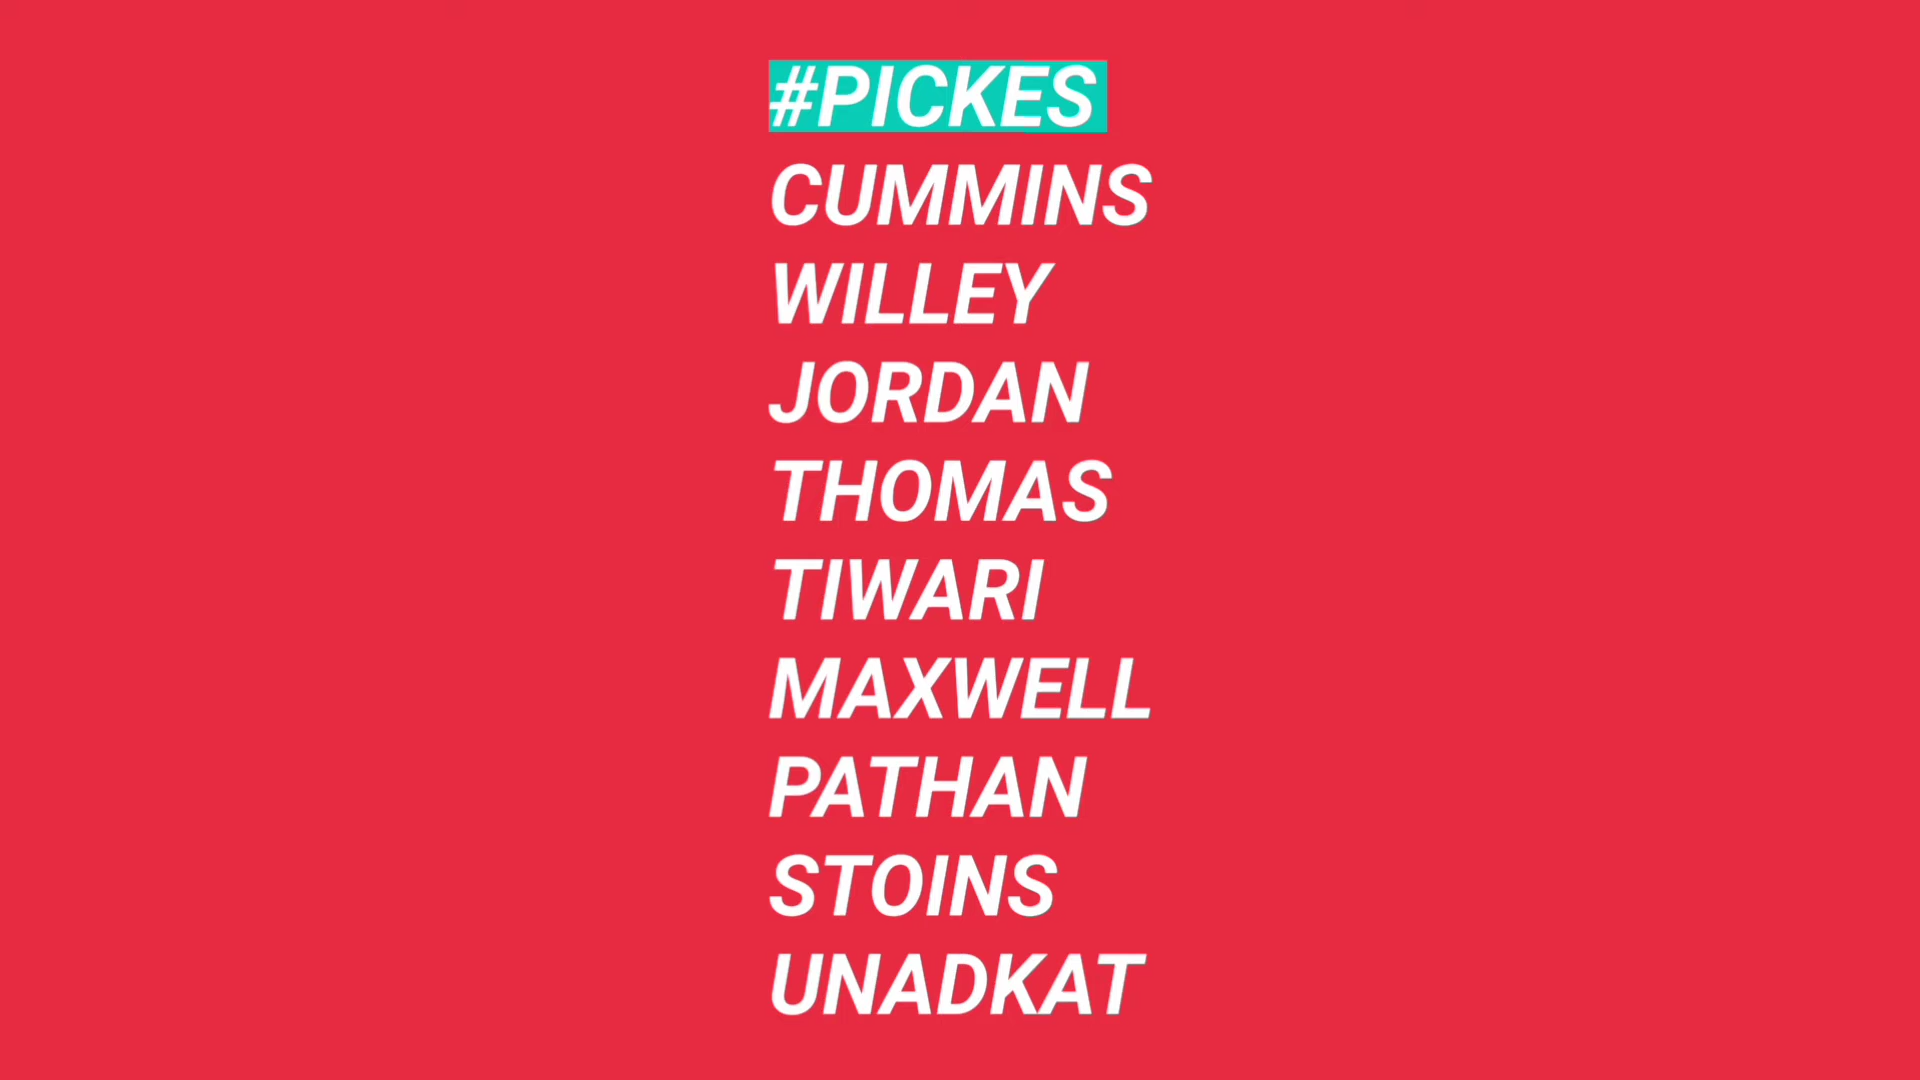 #PICKES
CUMMINS
WILLEY
JORDAN
THOMAS
TIWARI
MAXWELL
PATHAN
STOINS
UNADKAT